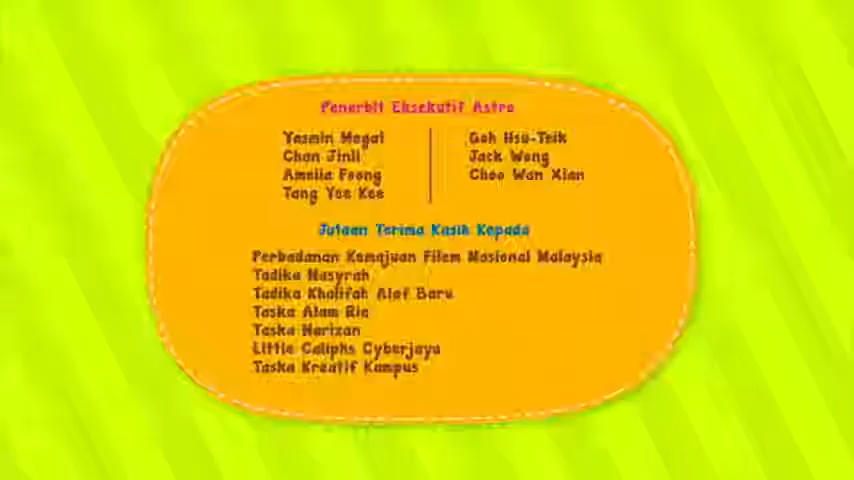 Penerbit Eksekutif Astro
Yasmin Megat
Chan Jinli
Amelia Foong
Tang Yee Kee
Goh Hsu-Tsik
Jack Wong
Choo Wan Xian
Jutaan Terima Kasih Kepada
Perbadanan Kemajuan Filem Nasional Malaysia
Tadika Nasyrah
Tadika Khalifah Alaf Baru
Taska Alam Ria
Taska Harizan
Little Caliphs Cyberjaya
Taska Kreatif Kampus